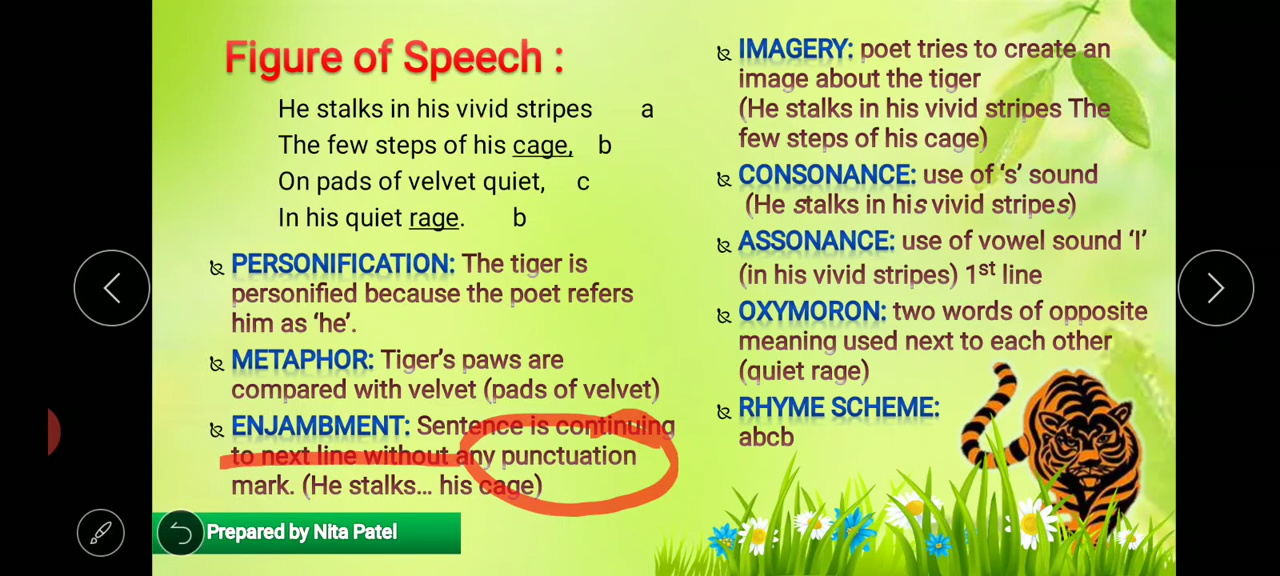 Figure of Speech :
He stalks in his vivid stripes a
The few steps of his cage, b
On pads of velvet quiet, c
In his quiet rage. b
PERSONIFICATION: The tiger is
personified because the poet refers
him as ‘he’.
METAPHOR: Tiger’s paws are
compared with velvet (pads of velvet)
ENJAMBMENT: Sentence is continuing
to next line without any punctuation
mark. (He stalks... his cage)
Prepared by Nita Patel
IMAGERY: poet tries to create an
image about the tiger
(He stalks in his vivid stripes The
few steps of his cage)
CONSONANCE: use of ‘s’ sound
(He stalks in his vivid stripes)
ASSONANCE: use of vowel sound ‘I’
(in his vivid stripes) 1st line
OXYMORON: two words of opposite
meaning used next to each other
(quiet rage)
RHYME SCHEME:
abcb